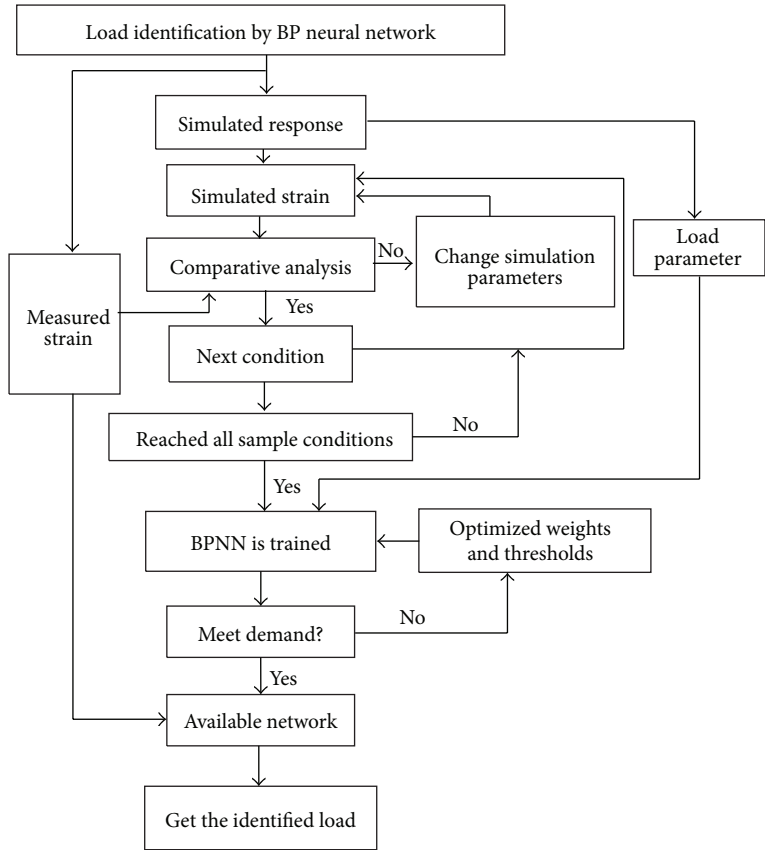 Load identification by BP neural network
Simulated response
Simulated strain
Comparative analysis
No
Change simulation
parameters
Load
parameter
Measured
strain
Yes
Next condition
Reached all sample conditions
No
Yes
BPNN is trained
Optimized weights
and thresholds
Meet demand?
No
Yes
Available network
Get the identified load